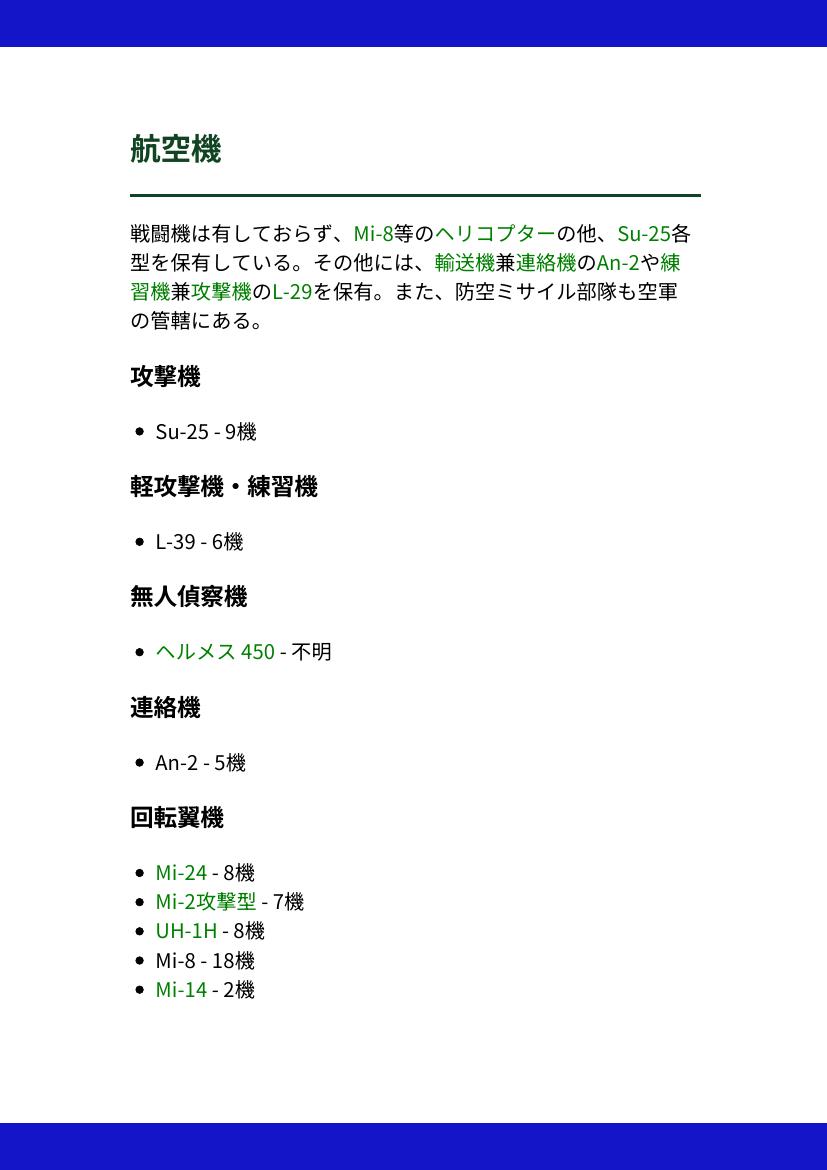 航空機
戦闘機は有しておらず、Mi-8等のヘリコプターの他、Su-25各
型を保有している。その他には、輸送機兼連絡機のAn-2や練
習機兼攻撃機のL-29を保有。また、防空ミサイル部隊も空軍
の管轄にある。
攻撃機
• Su-25 - 9機
軽攻撃機・練習機
• L-39 - 6機
無人偵察機
• ヘルメス 450 - 不明
連絡機
• An-2 - 5機
回転翼機
• Mi-24 - 8機
• Mi-2攻撃型 - 7機
• UH-1H - 8機
• Mi-8 - 18機
• Mi-14 - 2機